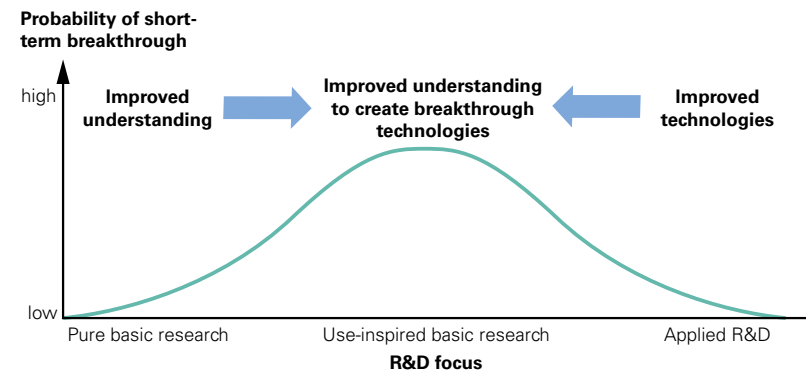 Probability of short-
term breakthrough
high
Improved
understanding
Improved understanding
to create breakthrough
technologies
Improved
technologies
low
Pure basic research
Use-inspired basic research
Applied R&D
R&D focus